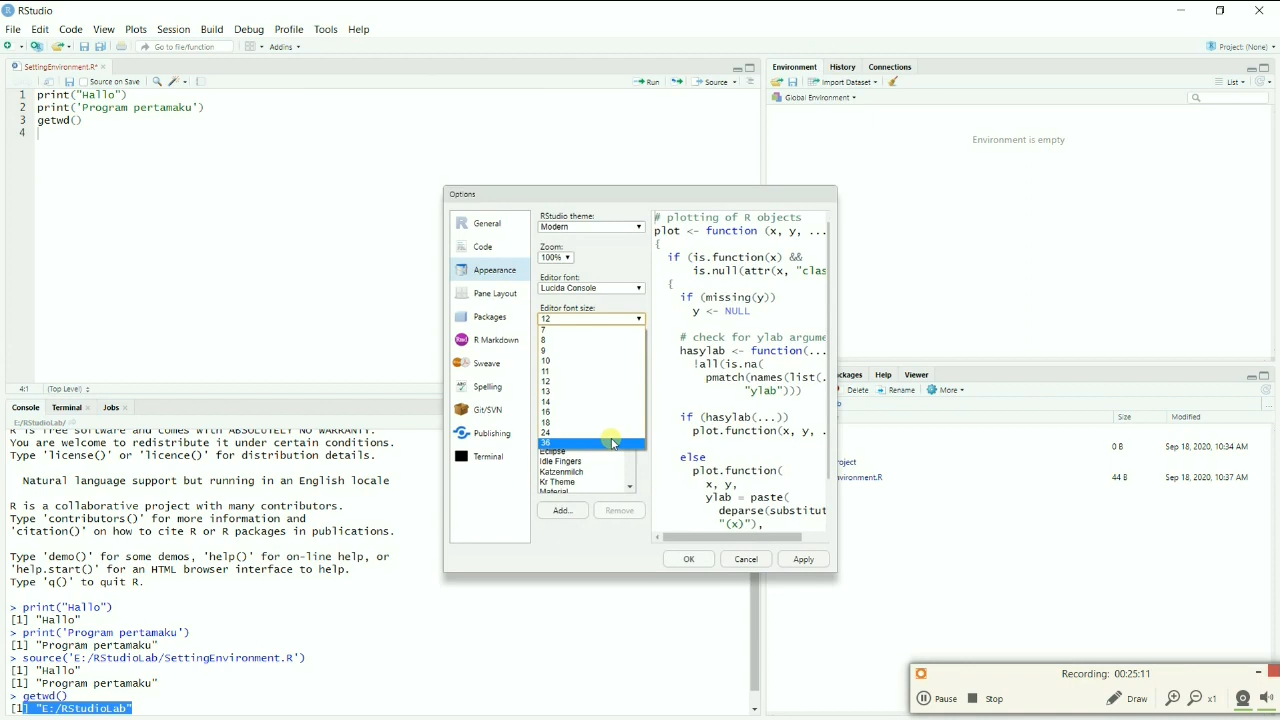 RStudio
File Edit Code View Plots Session Build Debug Profile Tools Help
Go to file/function Addins Project: (None)
SettingEnvironment.R*
Source on Save Run Source
1 print("Hallo")
2 print('Program pertamaku')
3 getwd()
4
4:1 (Top Level)
Console Terminal Jobs
E:/RStudioLab/
R is free software and comes with ABSOLUTELY NO WARRANTY.
You are welcome to redistribute it under certain conditions.
Type 'license()' or 'licence()' for distribution details.
Natural language support but running in an English locale
R is a collaborative project with many contributors.
Type 'contributors()' for more information and
'citation()' on how to cite R or R packages in publications.
Type 'demo()' for some demos, 'help()' for on-line help, or
'help.start()' for an HTML browser interface to help.
Type 'q()' to quit R.
> print("Hallo")
[1] "Hallo"
> print('Program pertamaku')
[1] "Program pertamaku"
> source('E:/RStudioLab/SettingEnvironment.R')
[1] "Hallo"
[1] "Program pertamaku"
> getwd()
[1] "E:/RStudioLab"
Options
General
Code
Appearance
Pane Layout
Packages
R Markdown
Sweave
Spelling
Git/SVN
Publishing
Terminal
RStudio theme:
Modern
Zoom:
100%
Editor font:
Lucida Console
Editor font size:
12
7
8
9
10
11
12
13
14
16
18
24
36
Eclipse
Idle Fingers
Katzenmilch
Kr Theme
Material
Add... Remove
# plotting of R objects
plot <- function (x, y, ...
{
if (is.function(x) &&
is.null(attr(x, "clas
{
if (missing(y))
y <- NULL
# check for ylab argume
hasylab <- function(...
!all(is.na(
pmatch(names(list(.
"ylab")))
if (hasylab(...))
plot.function(x, y, .
else
plot.function(
x, y,
ylab = paste(
deparse(substitut
"(x)"),
OK Cancel Apply
Environment History Connections
Import Dataset List
Global Environment
Environment is empty
ackages Help Viewer
Delete Rename More
Size Modified
0 B Sep 18, 2020, 10:34 AM
oject
vironment.R 44 B Sep 18, 2020, 10:37 AM
Recording: 00:25:11
Pause Stop Draw x1